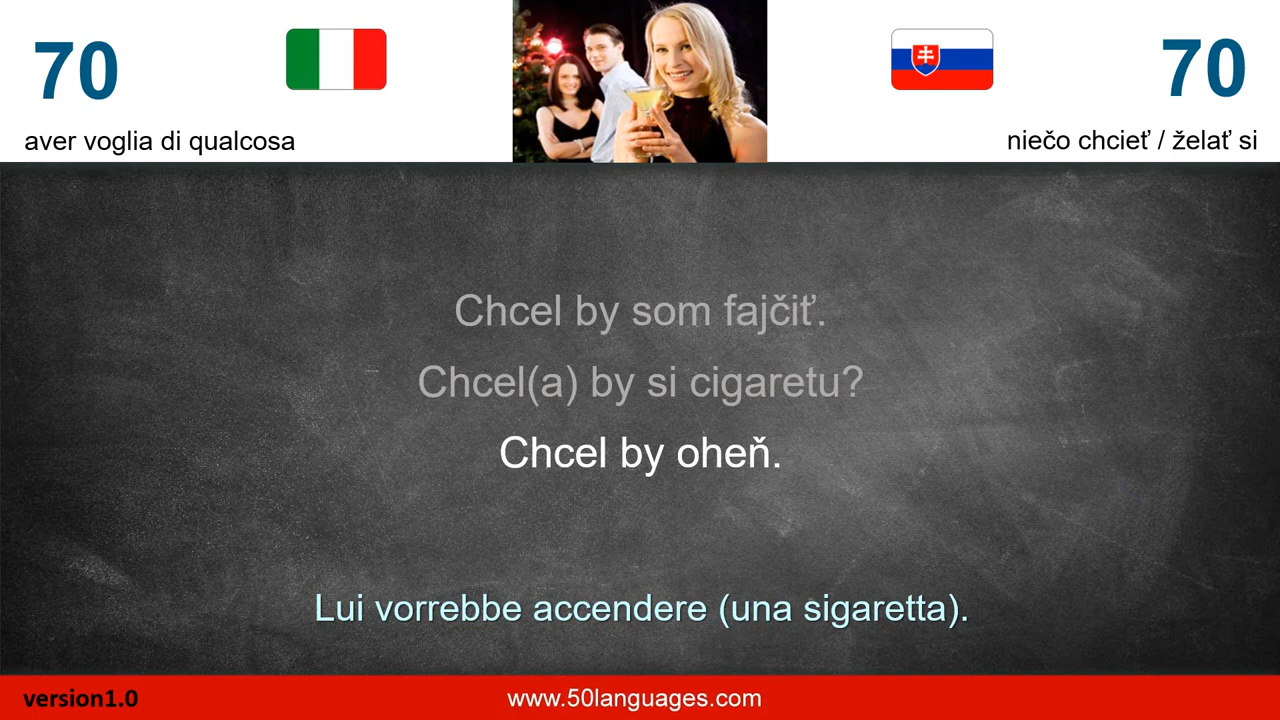 70
70
aver voglia di qualcosa
niečo chcieť / želať si
Chcel by som fajčiť.
Chcel(a) by si cigaretu?
Chcel by oheň.
Lui vorrebbe accendere (una sigaretta).
version1.0
www.50languages.com